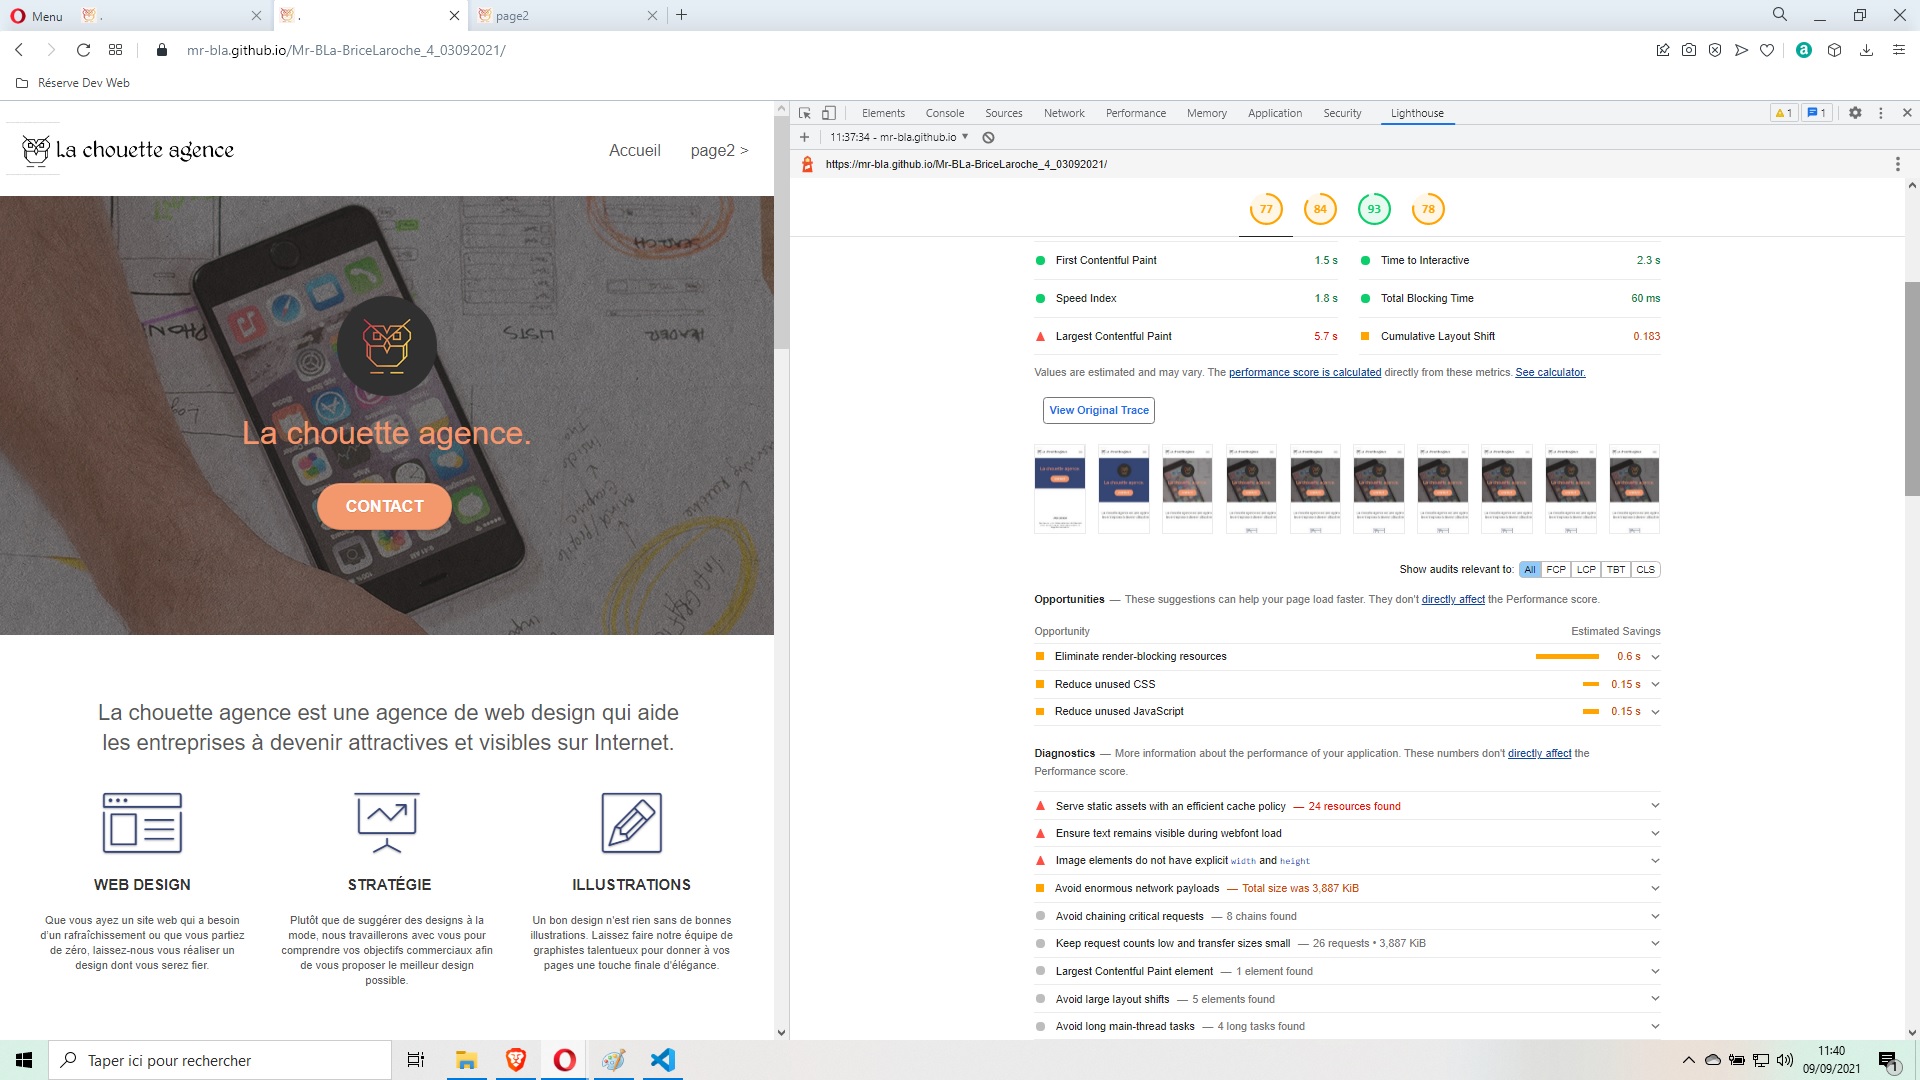 Menu
.
.
page2
mr-bla.github.io/Mr-BLa-BriceLaroche_4_03092021/
Réserve Dev Web
La chouette agence
Accueil
page2 >
La chouette agence.
CONTACT
La chouette agence est une agence de web design qui aide
les entreprises à devenir attractives et visibles sur Internet.
WEB DESIGN
Que vous ayez un site web qui a besoin
d'un rafraîchissement ou que vous partiez
de zéro, laissez-nous vous réaliser un
design dont vous serez fier.
STRATÉGIE
Plutôt que de suggérer des designs à la
mode, nous travaillerons avec vous pour
comprendre vos objectifs commerciaux afin
de vous proposer le meilleur design
possible.
ILLUSTRATIONS
Un bon design n'est rien sans de bonnes
illustrations. Laissez faire notre équipe de
graphistes talentueux pour donner à vos
pages une touche finale d'élégance.
Elements Console Sources Network Performance Memory Application Security Lighthouse
1 1
11:37:34 - mr-bla.github.io
https://mr-bla.github.io/Mr-BLa-BriceLaroche_4_03092021/
77 84 93 78
First Contentful Paint 1.5 s
Time to Interactive 2.3 s
Speed Index 1.8 s
Total Blocking Time 60 ms
Largest Contentful Paint 5.7 s
Cumulative Layout Shift 0.183
Values are estimated and may vary. The performance score is calculated directly from these metrics. See calculator.
View Original Trace
Show audits relevant to: All FCP LCP TBT CLS
Opportunities — These suggestions can help your page load faster. They don't directly affect the Performance score.
Opportunity Estimated Savings
Eliminate render-blocking resources 0.6 s
Reduce unused CSS 0.15 s
Reduce unused JavaScript 0.15 s
Diagnostics — More information about the performance of your application. These numbers don't directly affect the
Performance score.
Serve static assets with an efficient cache policy — 24 resources found
Ensure text remains visible during webfont load
Image elements do not have explicit width and height
Avoid enormous network payloads — Total size was 3,887 KiB
Avoid chaining critical requests — 8 chains found
Keep request counts low and transfer sizes small — 26 requests • 3,887 KiB
Largest Contentful Paint element — 1 element found
Avoid large layout shifts — 5 elements found
Avoid long main-thread tasks — 4 long tasks found
Taper ici pour rechercher
11:40
09/09/2021
1